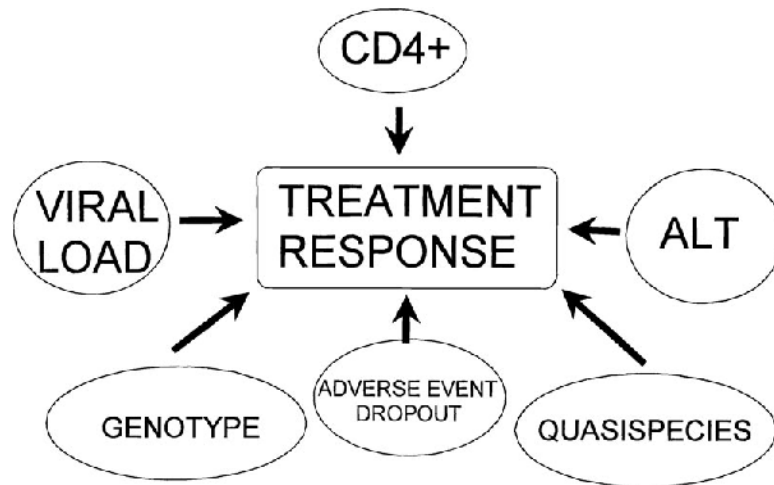 CD4+
VIRAL
LOAD
TREATMENT
RESPONSE
ALT
GENOTYPE
ADVERSE EVENT
DROPOUT
QUASISPECIES